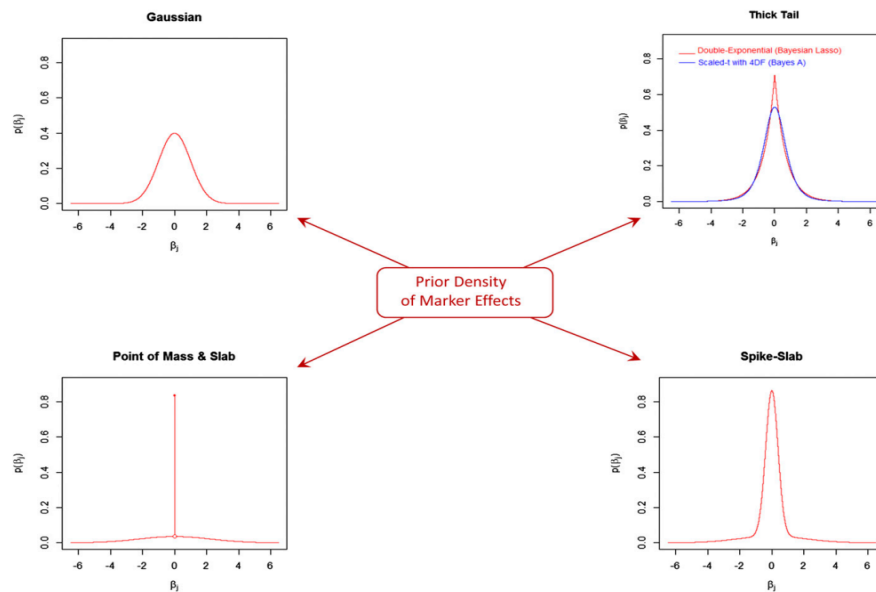 Gaussian
0.8
0.6
0.4
0.2
0.0
p(βj)
-6 -4 -2 0 2 4 6
βj
Thick Tail
Double-Exponential (Bayesian Lasso)
Scaled-t with 4DF (Bayes A)
0.8
0.6
0.4
0.2
0.0
p(βj)
-6 -4 -2 0 2 4 6
βj
Prior Density
of Marker Effects
Point of Mass & Slab
0.8
0.6
0.4
0.2
0.0
p(βj)
-6 -4 -2 0 2 4 6
βj
Spike-Slab
0.8
0.6
0.4
0.2
0.0
p(βj)
-6 -4 -2 0 2 4 6
βj